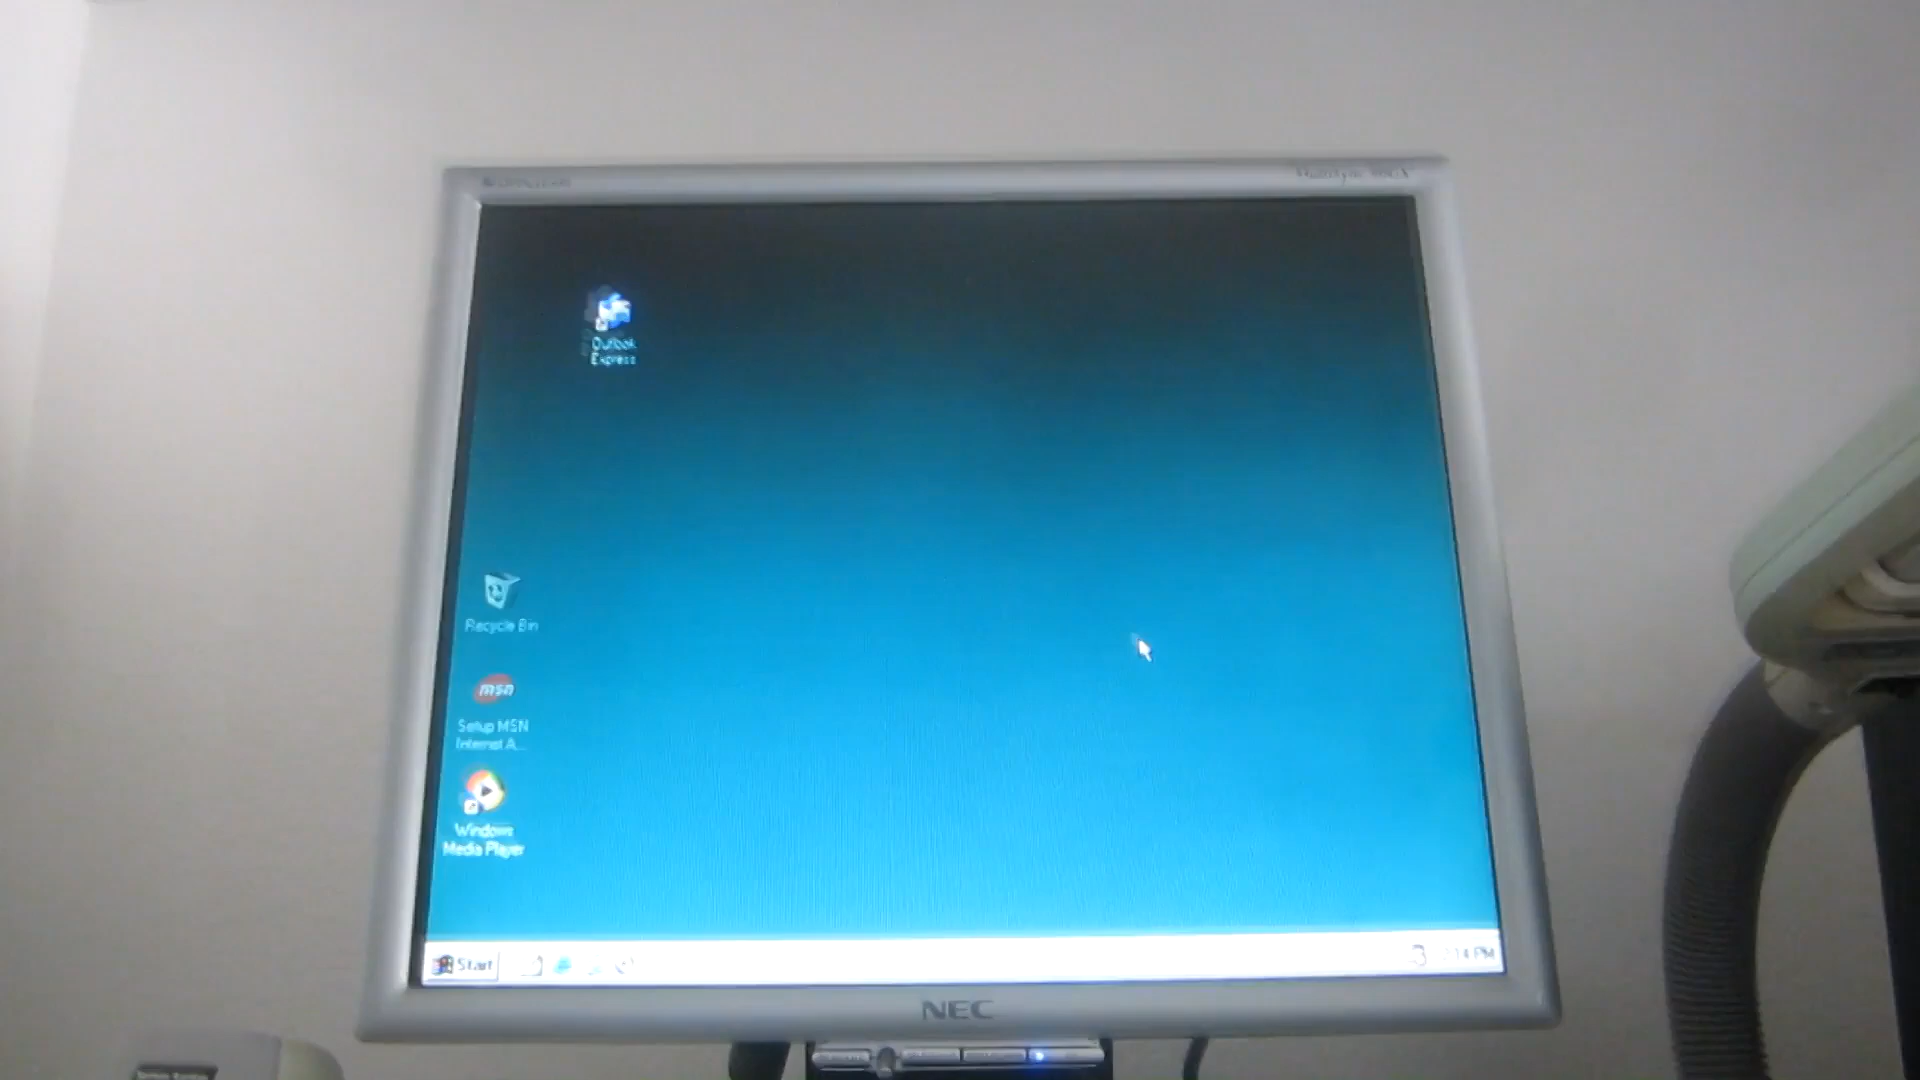 Outlook
Express
Recycle Bin
msn
Setup MSN
Internet A...
Windows
Media Player
Start
NEC